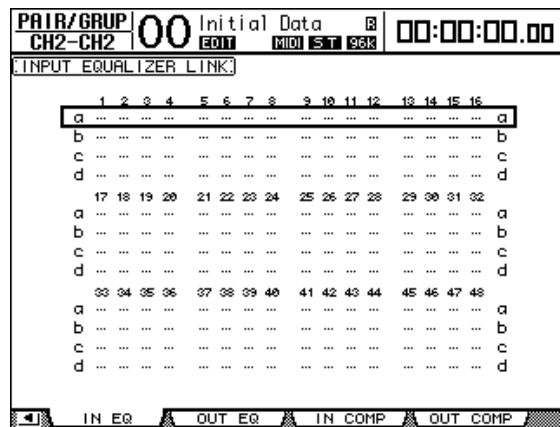 PAIR/GRUP 00 Initial Data R 00:00:00.00
CH2-CH2 EDIT MIDI ST 96k
INPUT EQUALIZER LINK
1 2 3 4 5 6 7 8 9 10 11 12 13 14 15 16
a a
b b
c c
d d
17 18 19 20 21 22 23 24 25 26 27 28 29 30 31 32
a a
b b
c c
d d
33 34 35 36 37 38 39 40 41 42 43 44 45 46 47 48
a a
b b
c c
d d
IN EQ OUT EQ IN COMP OUT COMP